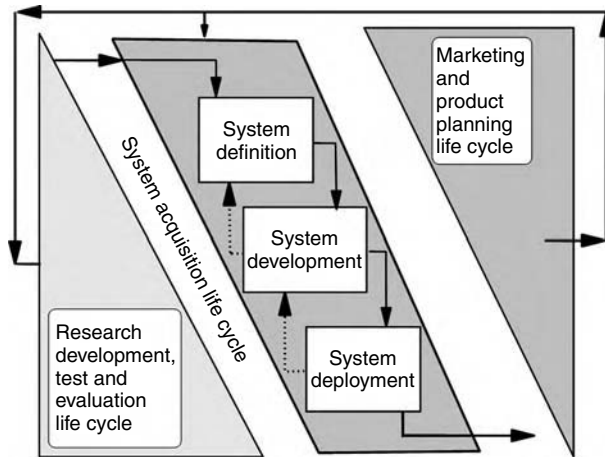 Marketing
and
product
planning
life cycle
System
definition
System acquisition life cycle
System
development
System
deployment
Research
development,
test and
evaluation
life cycle